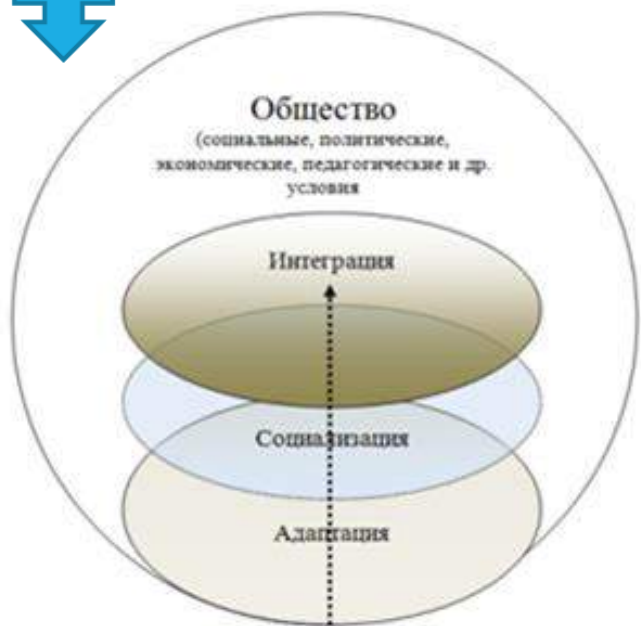 Общество
(социальные, политические,
экономические, педагогические и др.
условия
Интеграция
Социализация
Адаптация